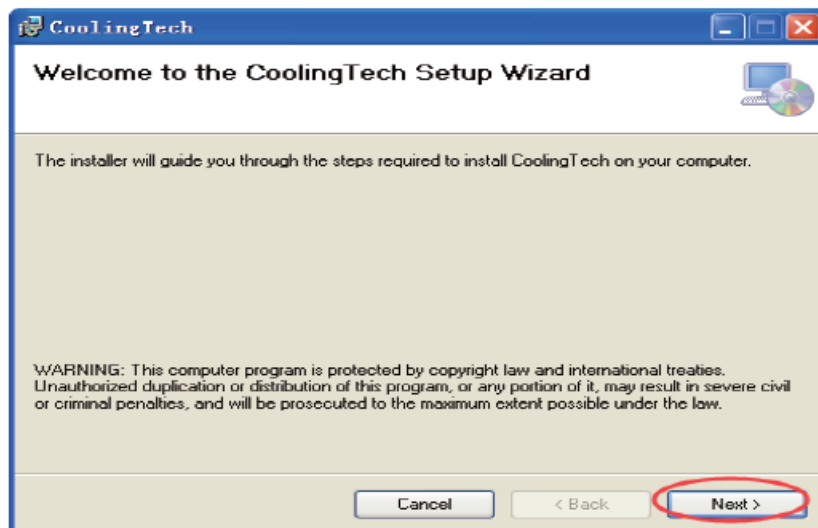 CoolingTech
Welcome to the CoolingTech Setup Wizard
The installer will guide you through the steps required to install CoolingTech on your computer.
WARNING: This computer program is protected by copyright law and international treaties.
Unauthorized duplication or distribution of this program, or any portion of it, may result in severe civil
or criminal penalties, and will be prosecuted to the maximum extent possible under the law.
Cancel
< Back
Next >